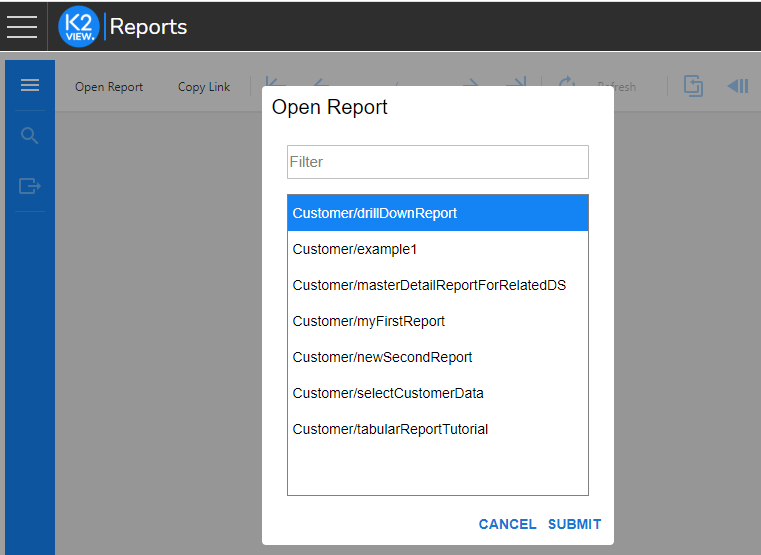 K2 VIEW. Reports
Open Report Copy Link Refresh
Open Report
Filter
Customer/drillDownReport
Customer/example1
Customer/masterDetailReportForRelatedDS
Customer/myFirstReport
Customer/newSecondReport
Customer/selectCustomerData
Customer/tabularReportTutorial
CANCEL SUBMIT